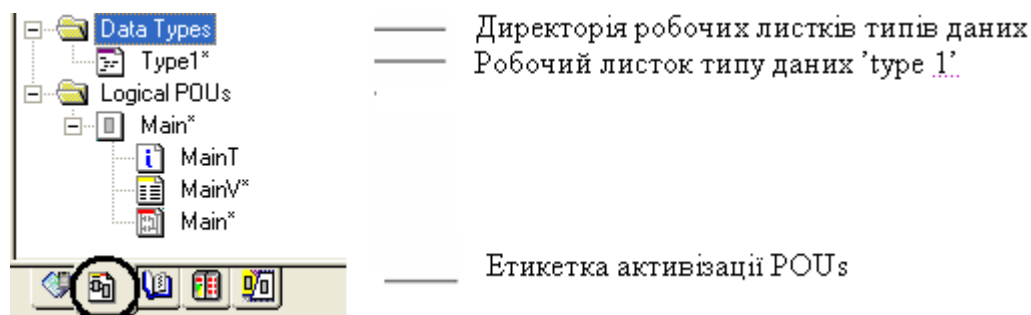 Data Types
Директорія робочих листків типів даних
Type1*
Робочий листок типу даних ’type 1’
Logical POUs
Main*
MainT
MainV*
Main*
Етикетка активізації POUs